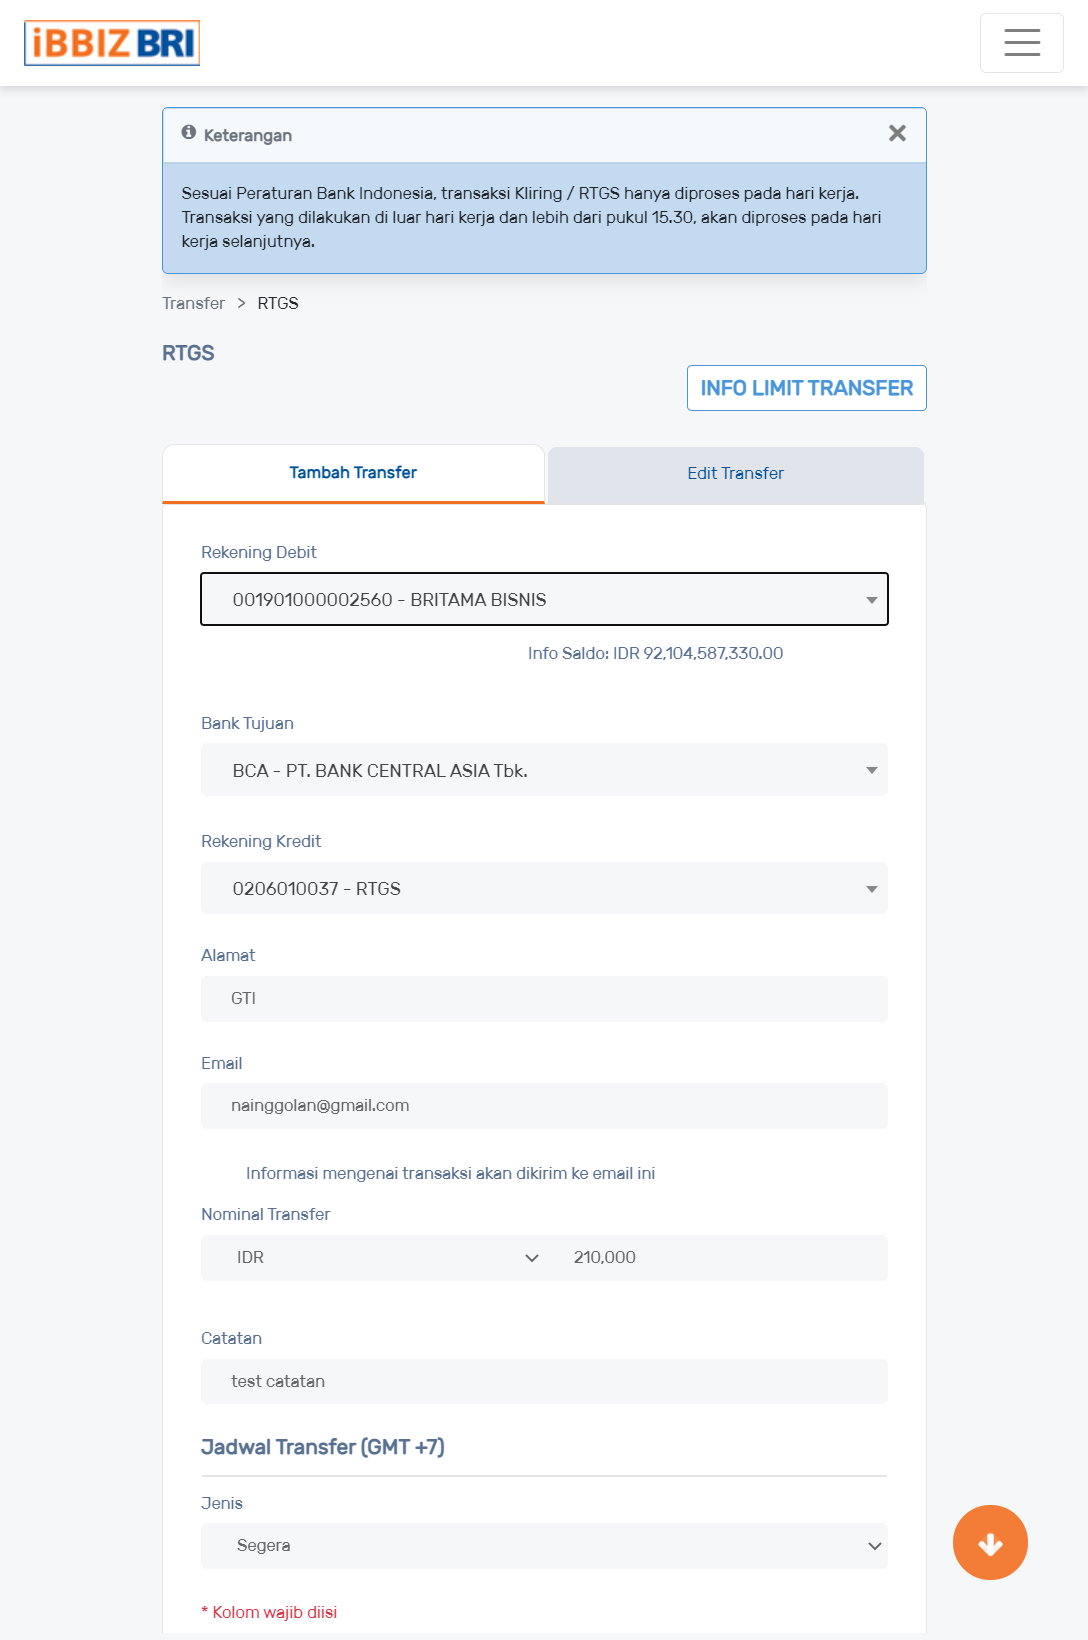 iBBIZ BRI
Keterangan
Sesuai Peraturan Bank Indonesia, transaksi Kliring / RTGS hanya diproses pada hari kerja.
Transaksi yang dilakukan di luar hari kerja dan lebih dari pukul 15.30, akan diproses pada hari
kerja selanjutnya.
Transfer > RTGS
RTGS
INFO LIMIT TRANSFER
Tambah Transfer
Edit Transfer
Rekening Debit
001901000002560 - BRITAMA BISNIS
Info Saldo: IDR 92,104,587,330.00
Bank Tujuan
BCA - PT. BANK CENTRAL ASIA Tbk.
Rekening Kredit
0206010037 - RTGS
Alamat
GTI
Email
nainggolan@gmail.com
Informasi mengenai transaksi akan dikirim ke email ini
Nominal Transfer
IDR 210,000
Catatan
test catatan
Jadwal Transfer (GMT +7)
Jenis
Segera
* Kolom wajib diisi